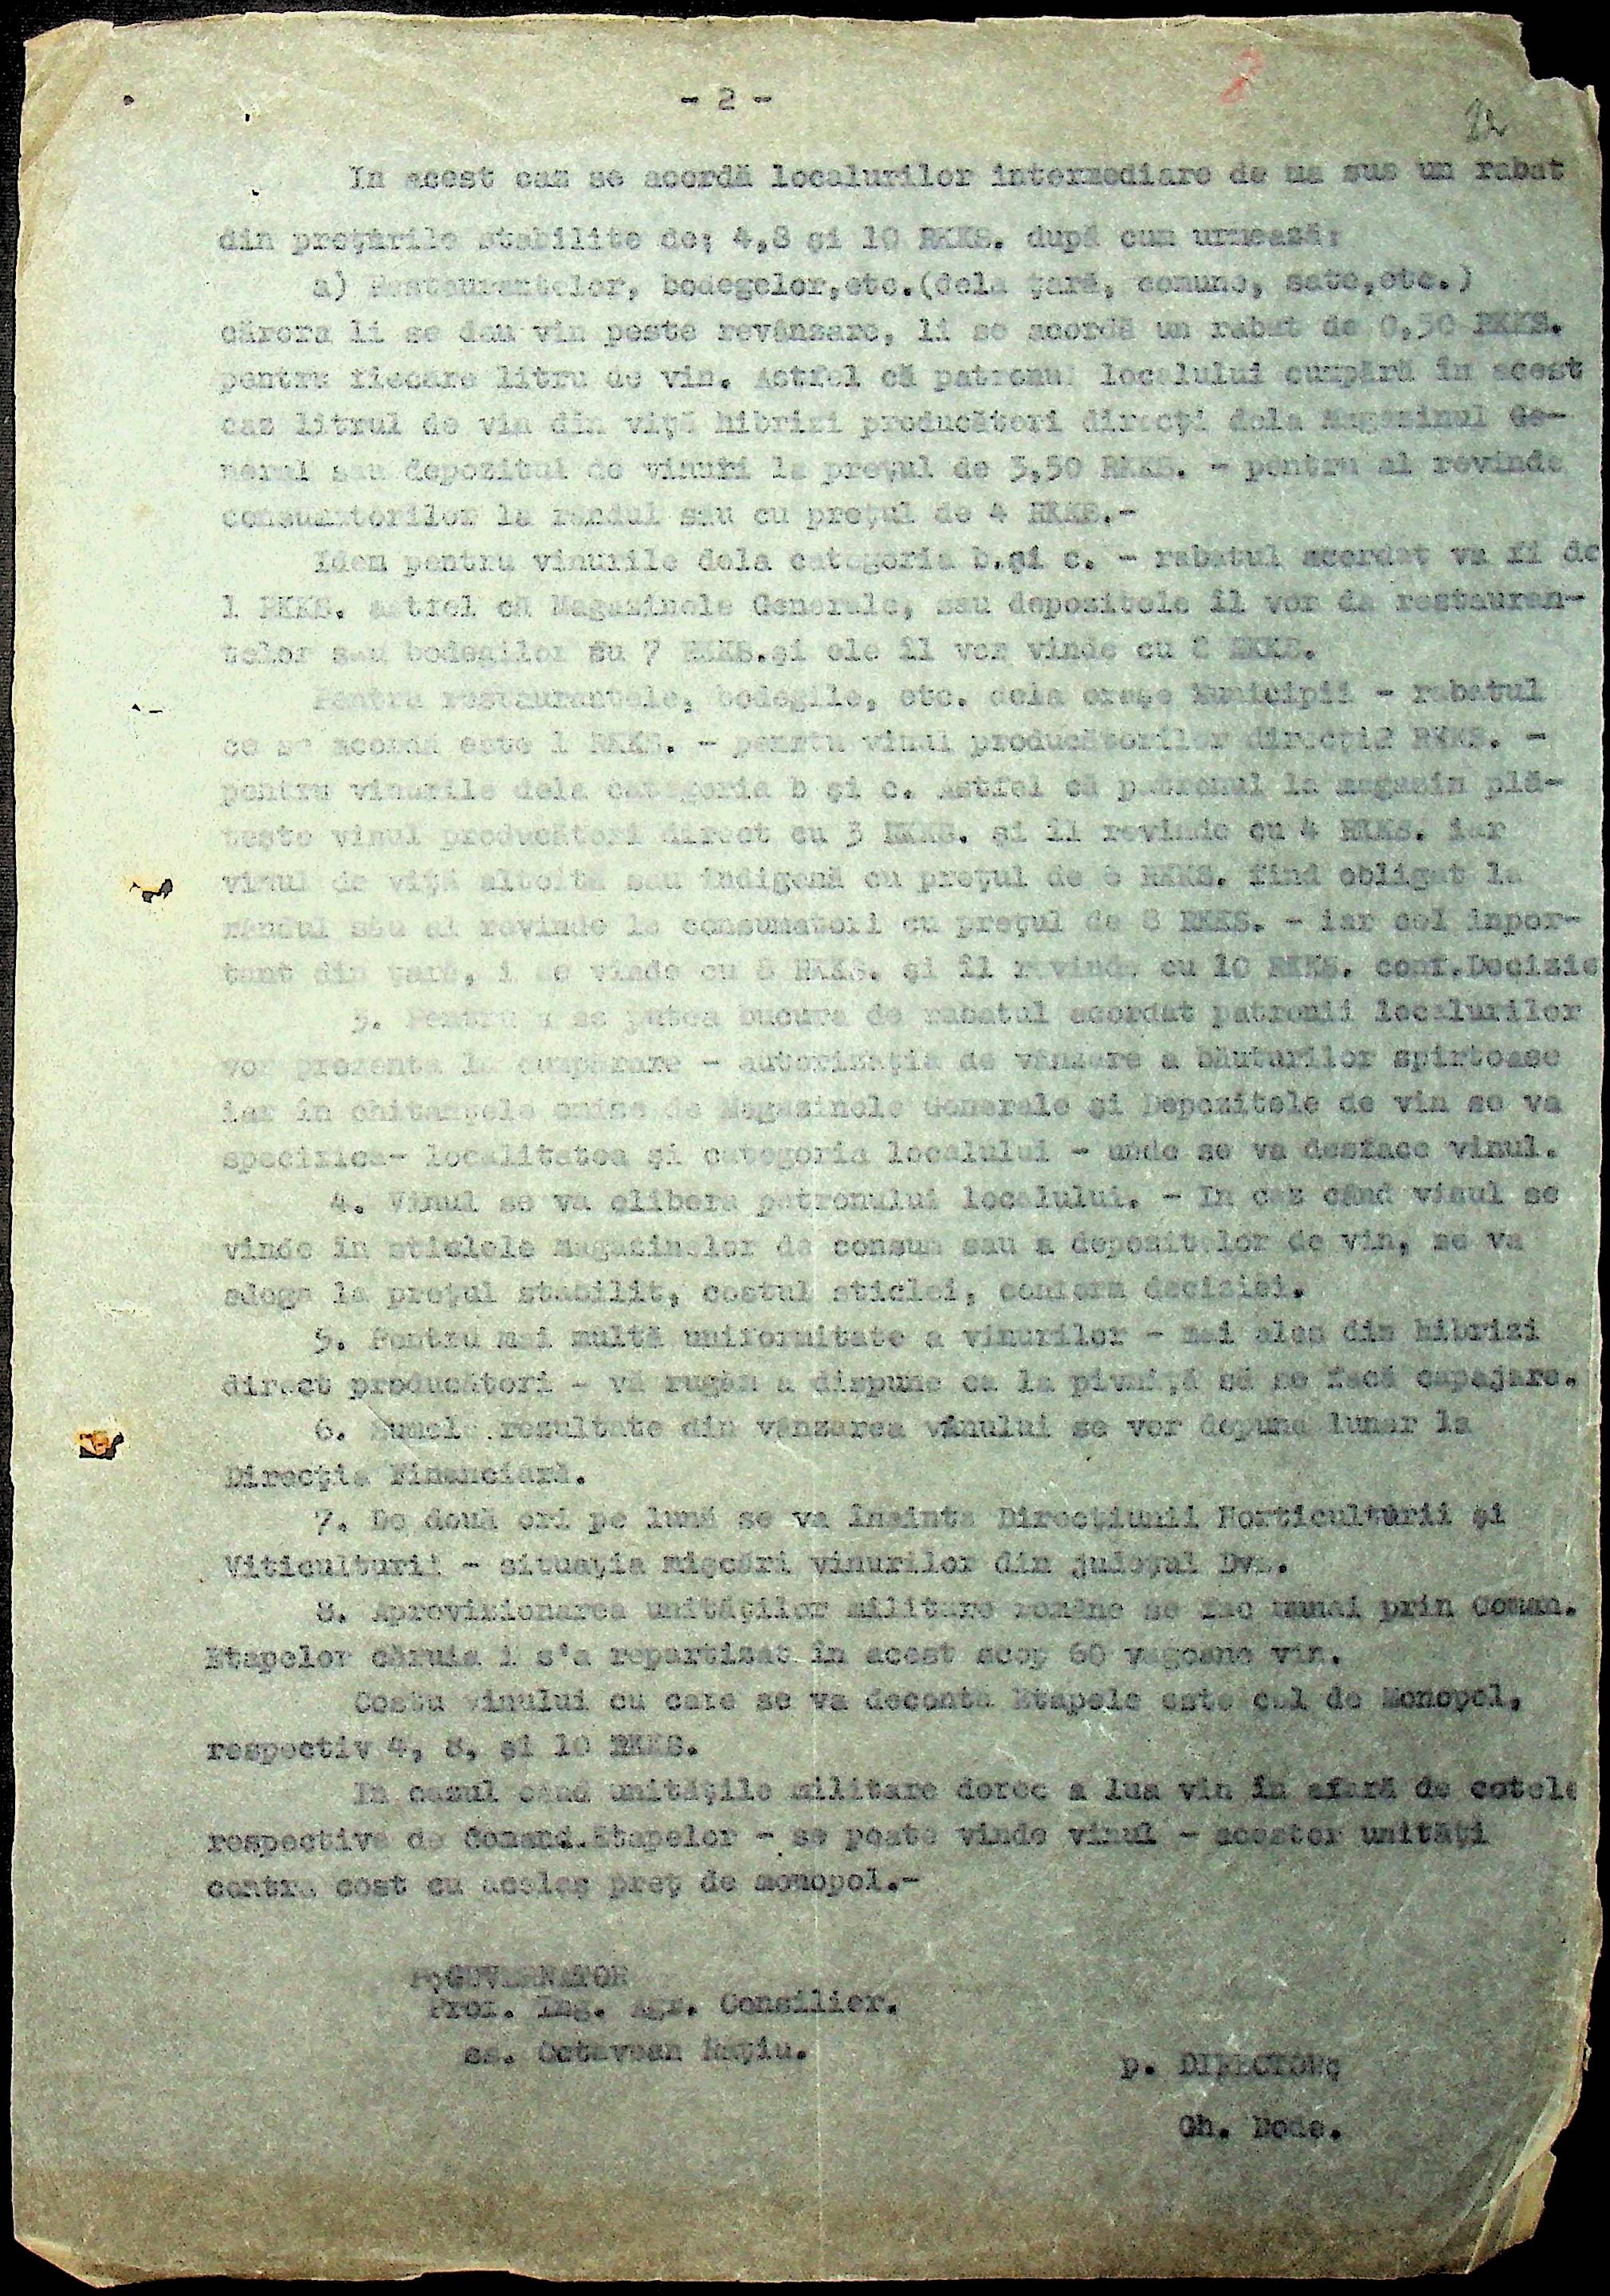 - 2 -
In acest caz se acordă localurilor intermediare de ma sus un rabat
din prețurile stabilite de; 4,8 și 10 RKKS. după cum urmează:
a) Restaurantelor, bodegelor,etc.(dela țară, comune, sate,etc.)
cărora li se dau vin peste revânzare, li se acordă un rabat de 0,50 RKKS.
pentru fiecare litru de vin. Astfel că patronul localului cumpără in acest
caz litrul de vin din viță hibrizi producători direcți dela Magazinul Ge-
neral sau depozitul de vinuri la prețul de 3,50 RKKS. - pentru al revinde
consumatorilor la randul său cu prețul de 4 RKKS.-
Idem pentru vinurile dela categoria b.și c. - rabatul acordat va fi de
1 RKKS. astfel că Magazinele Generale, sau depozitele il vor da restauran-
telor sau bodegilor cu 7 RKKS.și ele il vor vinde cu 8 RKKS.
Pentru restaurantele, bodegile, etc. dela orașe Municipii - rabatul
ce se acordă este 1 RKKS. - pentru vinul producătorilor direcți2 RKKS. -
pentru vinurile dela categoria b și c. Astfel că patronul la magazin plă-
tește vinul producători direct cu 3 RKKS. și il revinde cu 4 RKKS. iar
vinul de viță altoită sau indigenă cu prețul de 6 RKKS. find obligat la
rândul său al revinde la consumatori cu prețul de 8 RKKS. - iar cel impor-
tant din țară, i se vinde cu 8 RKKS. și il revinde cu 10 RKKS. conf.Decizie
3. Pentru a se putea bucura de rabatul acordat patronii localurilor
vor prezenta la cumpărare - autorizația de vânzare a băuturilor spirtoase
iar in chitanțele emise de Magazinele Generale și Depozitele de vin se va
specifica- localitatea și categoria localului - unde se va desface vinul.
4. Vinul se va elibera patronului localului. - In caz când vinul se
vinde in sticlele magazinelor de consum sau a depozitelor de vin, se va
adoga la prețul stabilit, costul sticlei, conform deciziei.
5. Pentru mai multă uniformitate a vinurilor - mai ales din hibrizi
direct producători - vă rugăm a dispune ca la pivniță să se facă cupajare.
6. Sumele rezultate din vânzarea vinului se vor depune lunar la
Direcția Financiară.
7. De două ori pe lună se va înainta Direcțiunii Horticulturii și
Viticulturii - situația mișcări vinurilor din județul Dvs.
8. Aprovizionarea unităților militare române se fac numai prin Coman.
Etapelor căruia i s'a repartizat în acest scop 60 vagoane vin.
Costu vinului cu care se va decontă Etapele este cel de Monopol,
respectiv 4, 8, și 10 RKKS.
In cazul când unitățile militare doresc a lua vin în afară de cotele
respective de Comand.Etapelor - se poate vinde vinul - acestor unități
contra cost cu acelaș preț de monopol.-
GUVERNATOR
Prof. Ing. Agr. Consilier.
ss. Octavean Rațiu.
p. DIRECTOR,
Gh. Bode.